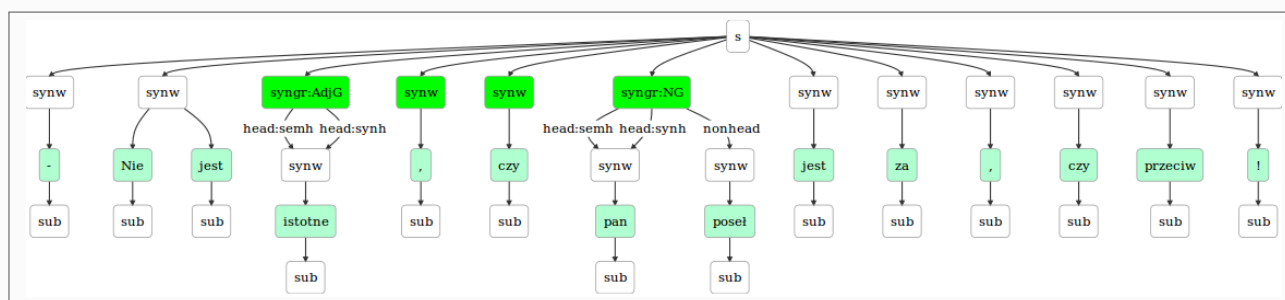 s
synw synw syngr:AdjG synw synw syngr:NG synw synw synw synw synw synw
head:semh head:synh head:semh head:synh nonhead
- Nie jest synw , czy synw synw jest za , czy przeciw !
sub sub sub istotne sub sub pan poseł sub sub sub sub sub sub
sub sub sub